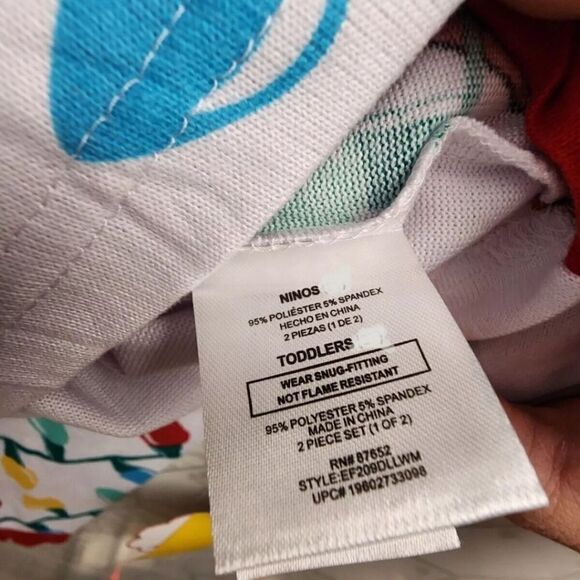 NINOS
95% POLIÉSTER 5% SPANDEX
HECHO EN CHINA
2 PIEZAS (1 DE 2)
TODDLERS
WEAR SNUG-FITTING
NOT FLAME RESISTANT
95% POLYESTER 5% SPANDEX
MADE IN CHINA
2 PIECE SET (1 OF 2)
RN# 87652
STYLE:EF209DLLWM
UPC# 19602733098